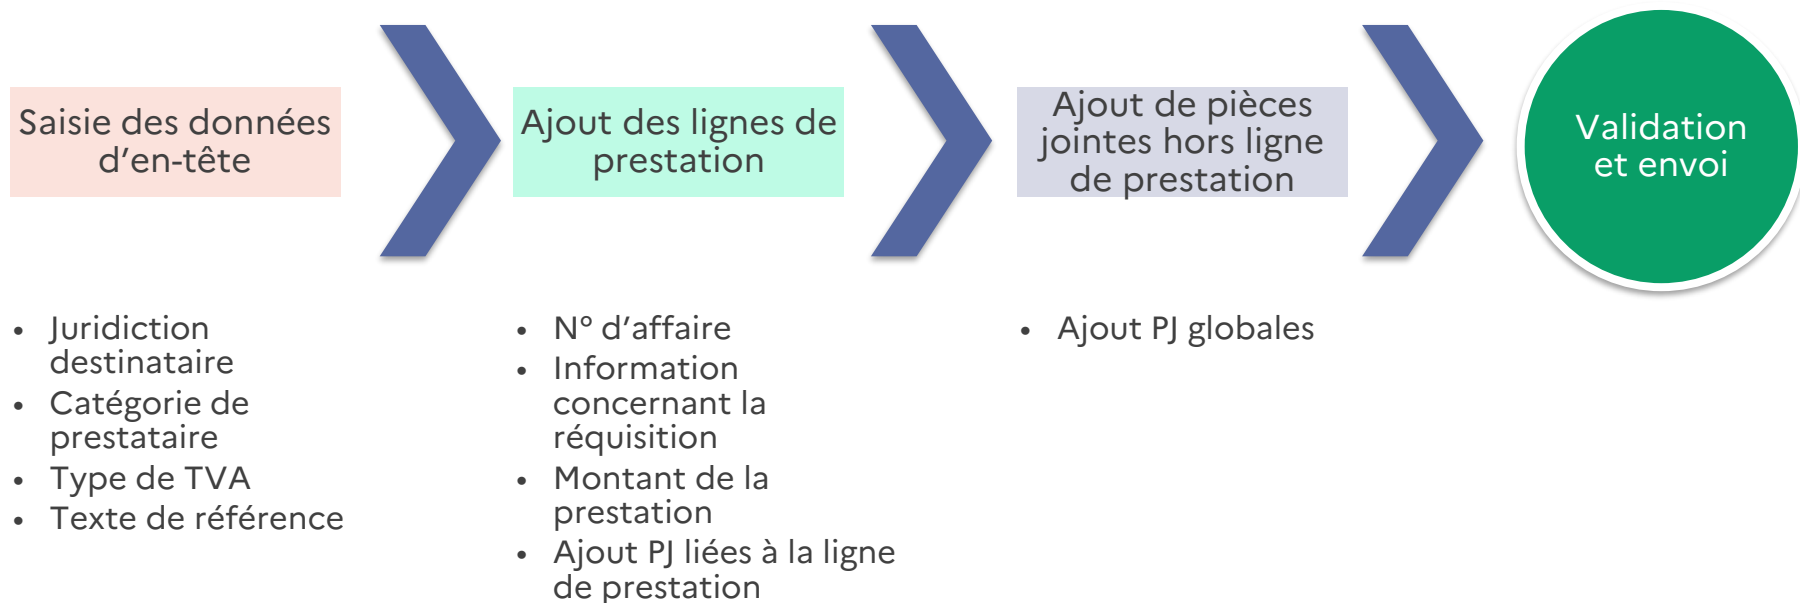 Saisie des données
d’en-tête
Ajout des lignes de
prestation
Ajout de pièces
jointes hors ligne
de prestation
Validation
et envoi
• Juridiction
destinataire
• Catégorie de
prestataire
• Type de TVA
• Texte de référence
• N° d’affaire
• Information
concernant la
réquisition
• Montant de la
prestation
• Ajout PJ liées à la ligne
de prestation
• Ajout PJ globales